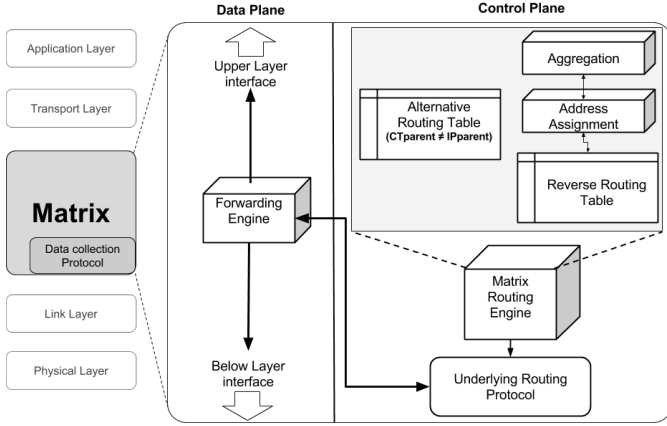 Data Plane
Control Plane
Application Layer
Transport Layer
Matrix
Data collection
Protocol
Link Layer
Physical Layer
Upper Layer
interface
Forwarding
Engine
Below Layer
interface
Alternative
Routing Table
(CTparent ≠ IPparent)
Aggregation
Address
Assignment
Reverse Routing
Table
Matrix
Routing
Engine
Underlying Routing
Protocol